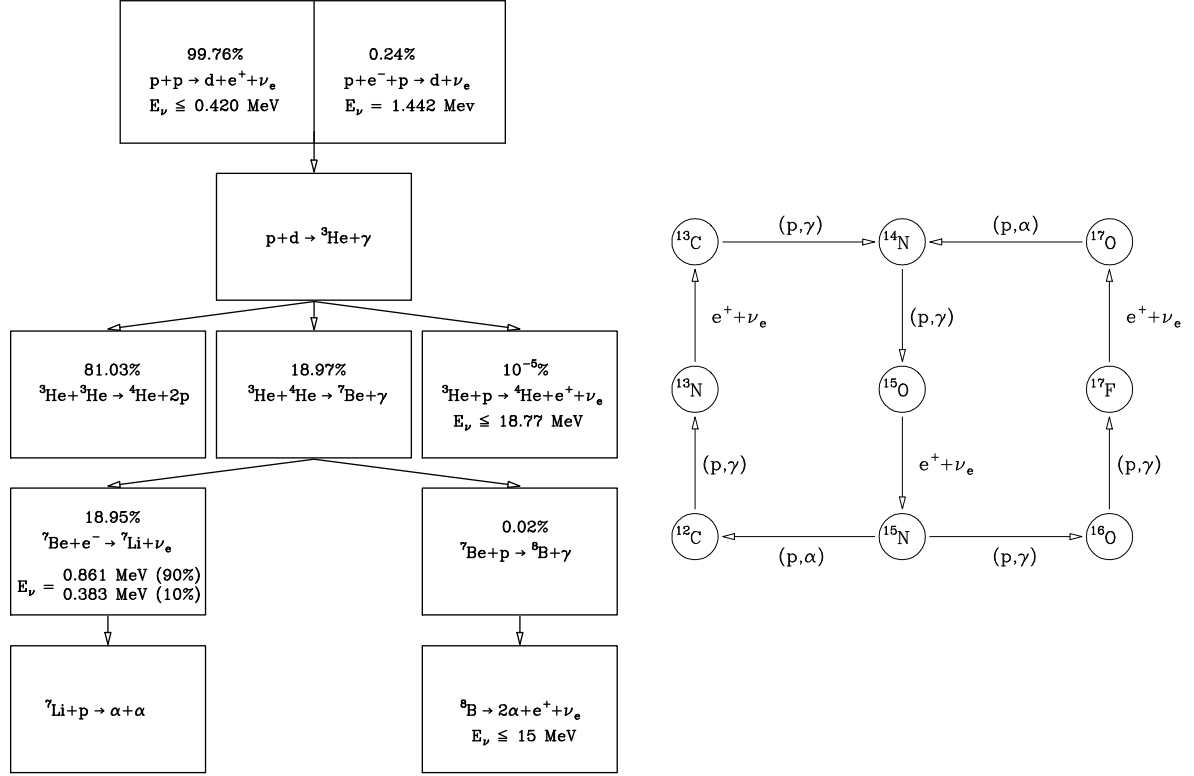 99.76%
p+p → d+e⁺+νₑ
E_ν ≦ 0.420 MeV
0.24%
p+e⁻+p → d+νₑ
E_ν = 1.442 Mev
p+d → ³He+γ
81.03%
³He+³He → ⁴He+2p
18.97%
³He+⁴He → ⁷Be+γ
10⁻⁵%
³He+p → ⁴He+e⁺+νₑ
E_ν ≦ 18.77 MeV
18.95%
⁷Be+e⁻ → ⁷Li+νₑ
E_ν = 0.861 MeV (90%)
0.383 MeV (10%)
0.02%
⁷Be+p → ⁸B+γ
⁷Li+p → α+α
⁸B → 2α+e⁺+νₑ
E_ν ≦ 15 MeV
¹³C
(p,γ)
¹⁴N
(p,α)
¹⁷O
e⁺+νₑ
(p,γ)
e⁺+νₑ
¹³N
¹⁵O
¹⁷F
(p,γ)
e⁺+νₑ
(p,γ)
¹²C
(p,α)
¹⁵N
(p,γ)
¹⁶O